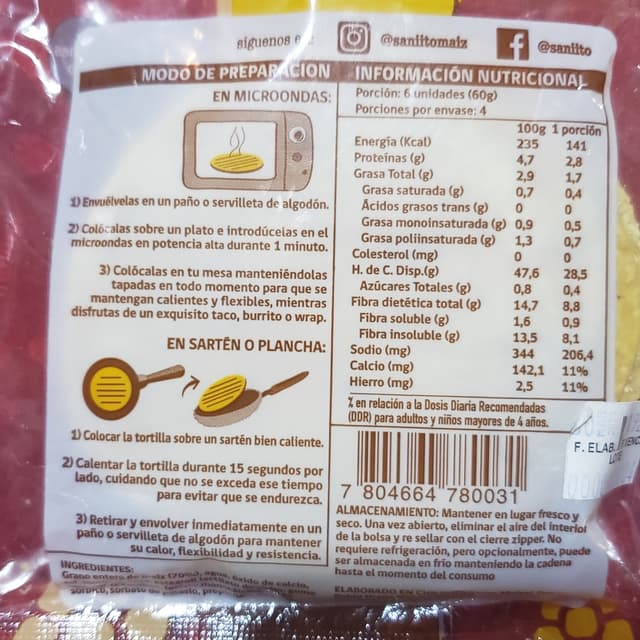 síguenos en: @saniitomaiz @saniito
MODO DE PREPARACIÓN
EN MICROONDAS:
1) Envuélvelas en un paño o servilleta de algodón.
2) Colócalas sobre un plato e introdúcelas en el
microondas en potencia alta durante 1 minuto.
3) Colócalas en tu mesa manteniéndolas
tapadas en todo momento para que se
mantengan calientes y flexibles, mientras
disfrutas de un exquisito taco, burrito o wrap.
EN SARTÉN O PLANCHA:
1) Colocar la tortilla sobre un sartén bien caliente.
2) Calentar la tortilla durante 15 segundos por
lado, cuidando que no se exceda ese tiempo
para evitar que se endurezca.
3) Retirar y envolver inmediatamente en un
paño o servilleta de algodón para mantener
su calor, flexibilidad y resistencia.
INGREDIENTES:
Grano entero de maíz (70%), agua, óxido de calcio,
INFORMACIÓN NUTRICIONAL
Porción: 6 unidades (60g)
Porciones por envase: 4
100g 1 porción
Energía (Kcal) 235 141
Proteínas (g) 4,7 2,8
Grasa Total (g) 2,9 1,7
Grasa saturada (g) 0,7 0,4
Ácidos grasos trans (g) 0 0
Grasa monoinsaturada (g) 0,9 0,5
Grasa poliinsaturada (g) 1,3 0,7
Colesterol (mg) 0 0
H. de C. Disp.(g) 47,6 28,5
Azúcares Totales (g) 0,8 0,4
Fibra dietética total (g) 14,7 8,8
Fibra soluble (g) 1,6 0,9
Fibra insoluble (g) 13,5 8,1
Sodio (mg) 344 206,4
Calcio (mg) 142,1 11%
Hierro (mg) 2,5 11%
% en relación a la Dosis Diaria Recomendadas
(DDR) para adultos y niños mayores de 4 años.
7 804664 780031
F. ELAB.
LOTE
ALMACENAMIENTO: Mantener en lugar fresco y
seco. Una vez abierto, eliminar el aire del interior
de la bolsa y re sellar con el cierre zipper. No
requiere refrigeración, pero opcionalmente, puede
ser almacenada en frío manteniendo la cadena
hasta el momento del consumo
ELABORADO EN